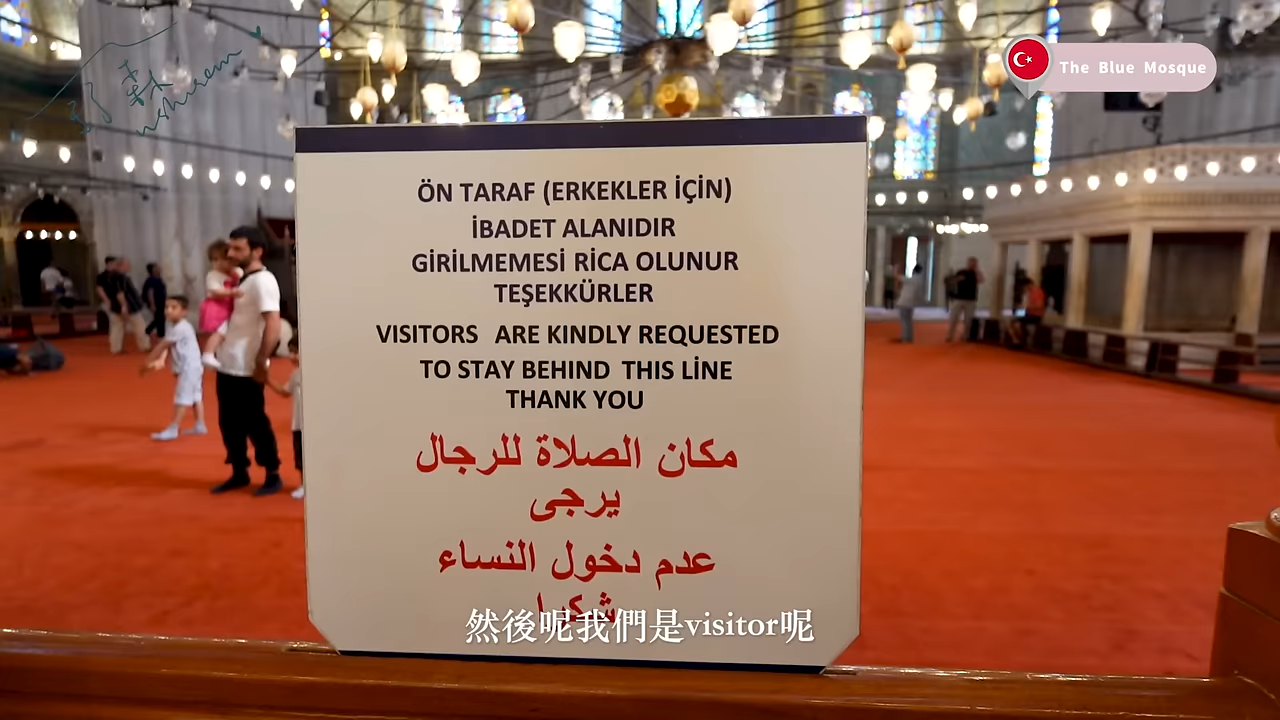 The Blue Mosque
ÖN TARAF (ERKEKLER İÇİN)
İBADET ALANIDIR
GİRİLMEMESİ RİCA OLUNUR
TEŞEKKÜRLER
VISITORS ARE KINDLY REQUESTED
TO STAY BEHIND THIS LİNE
THANK YOU
مكان الصلاة للرجال
يرجى
عدم دخول النساء
شكرا
然後呢我們是visitor呢